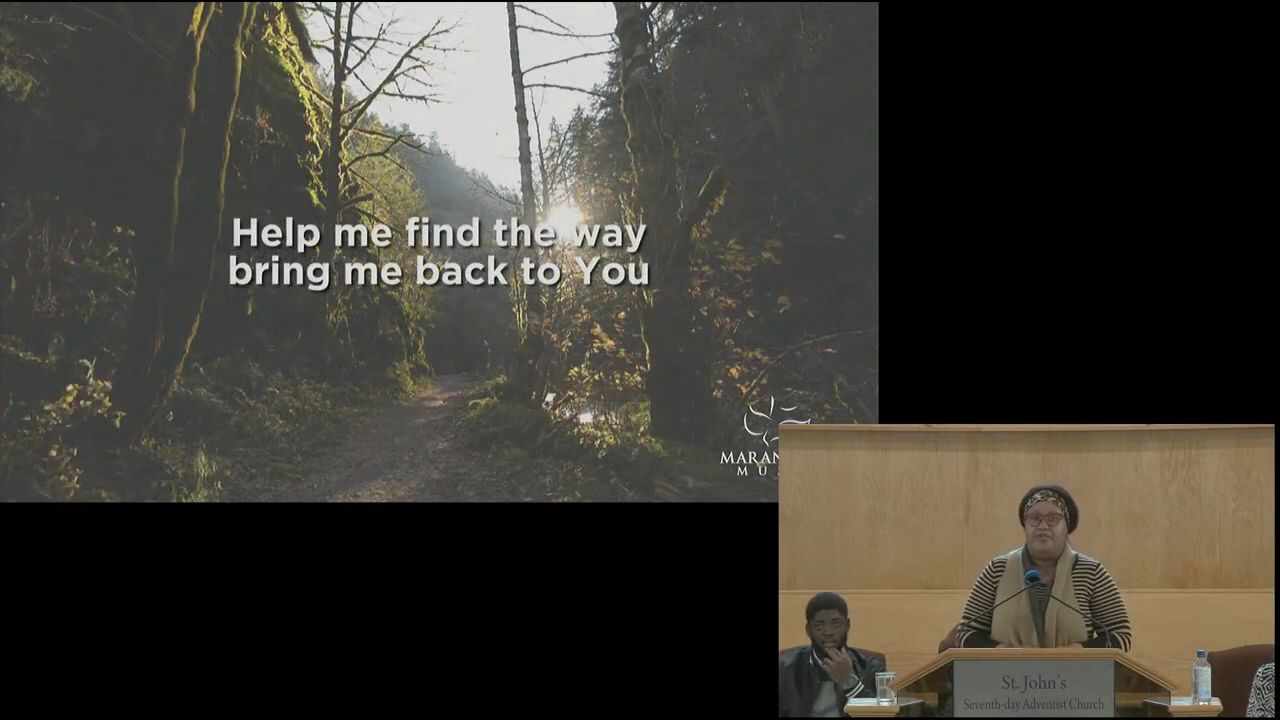 Help me find the way
bring me back to You
St. John's
Seventh-day Adventist Church